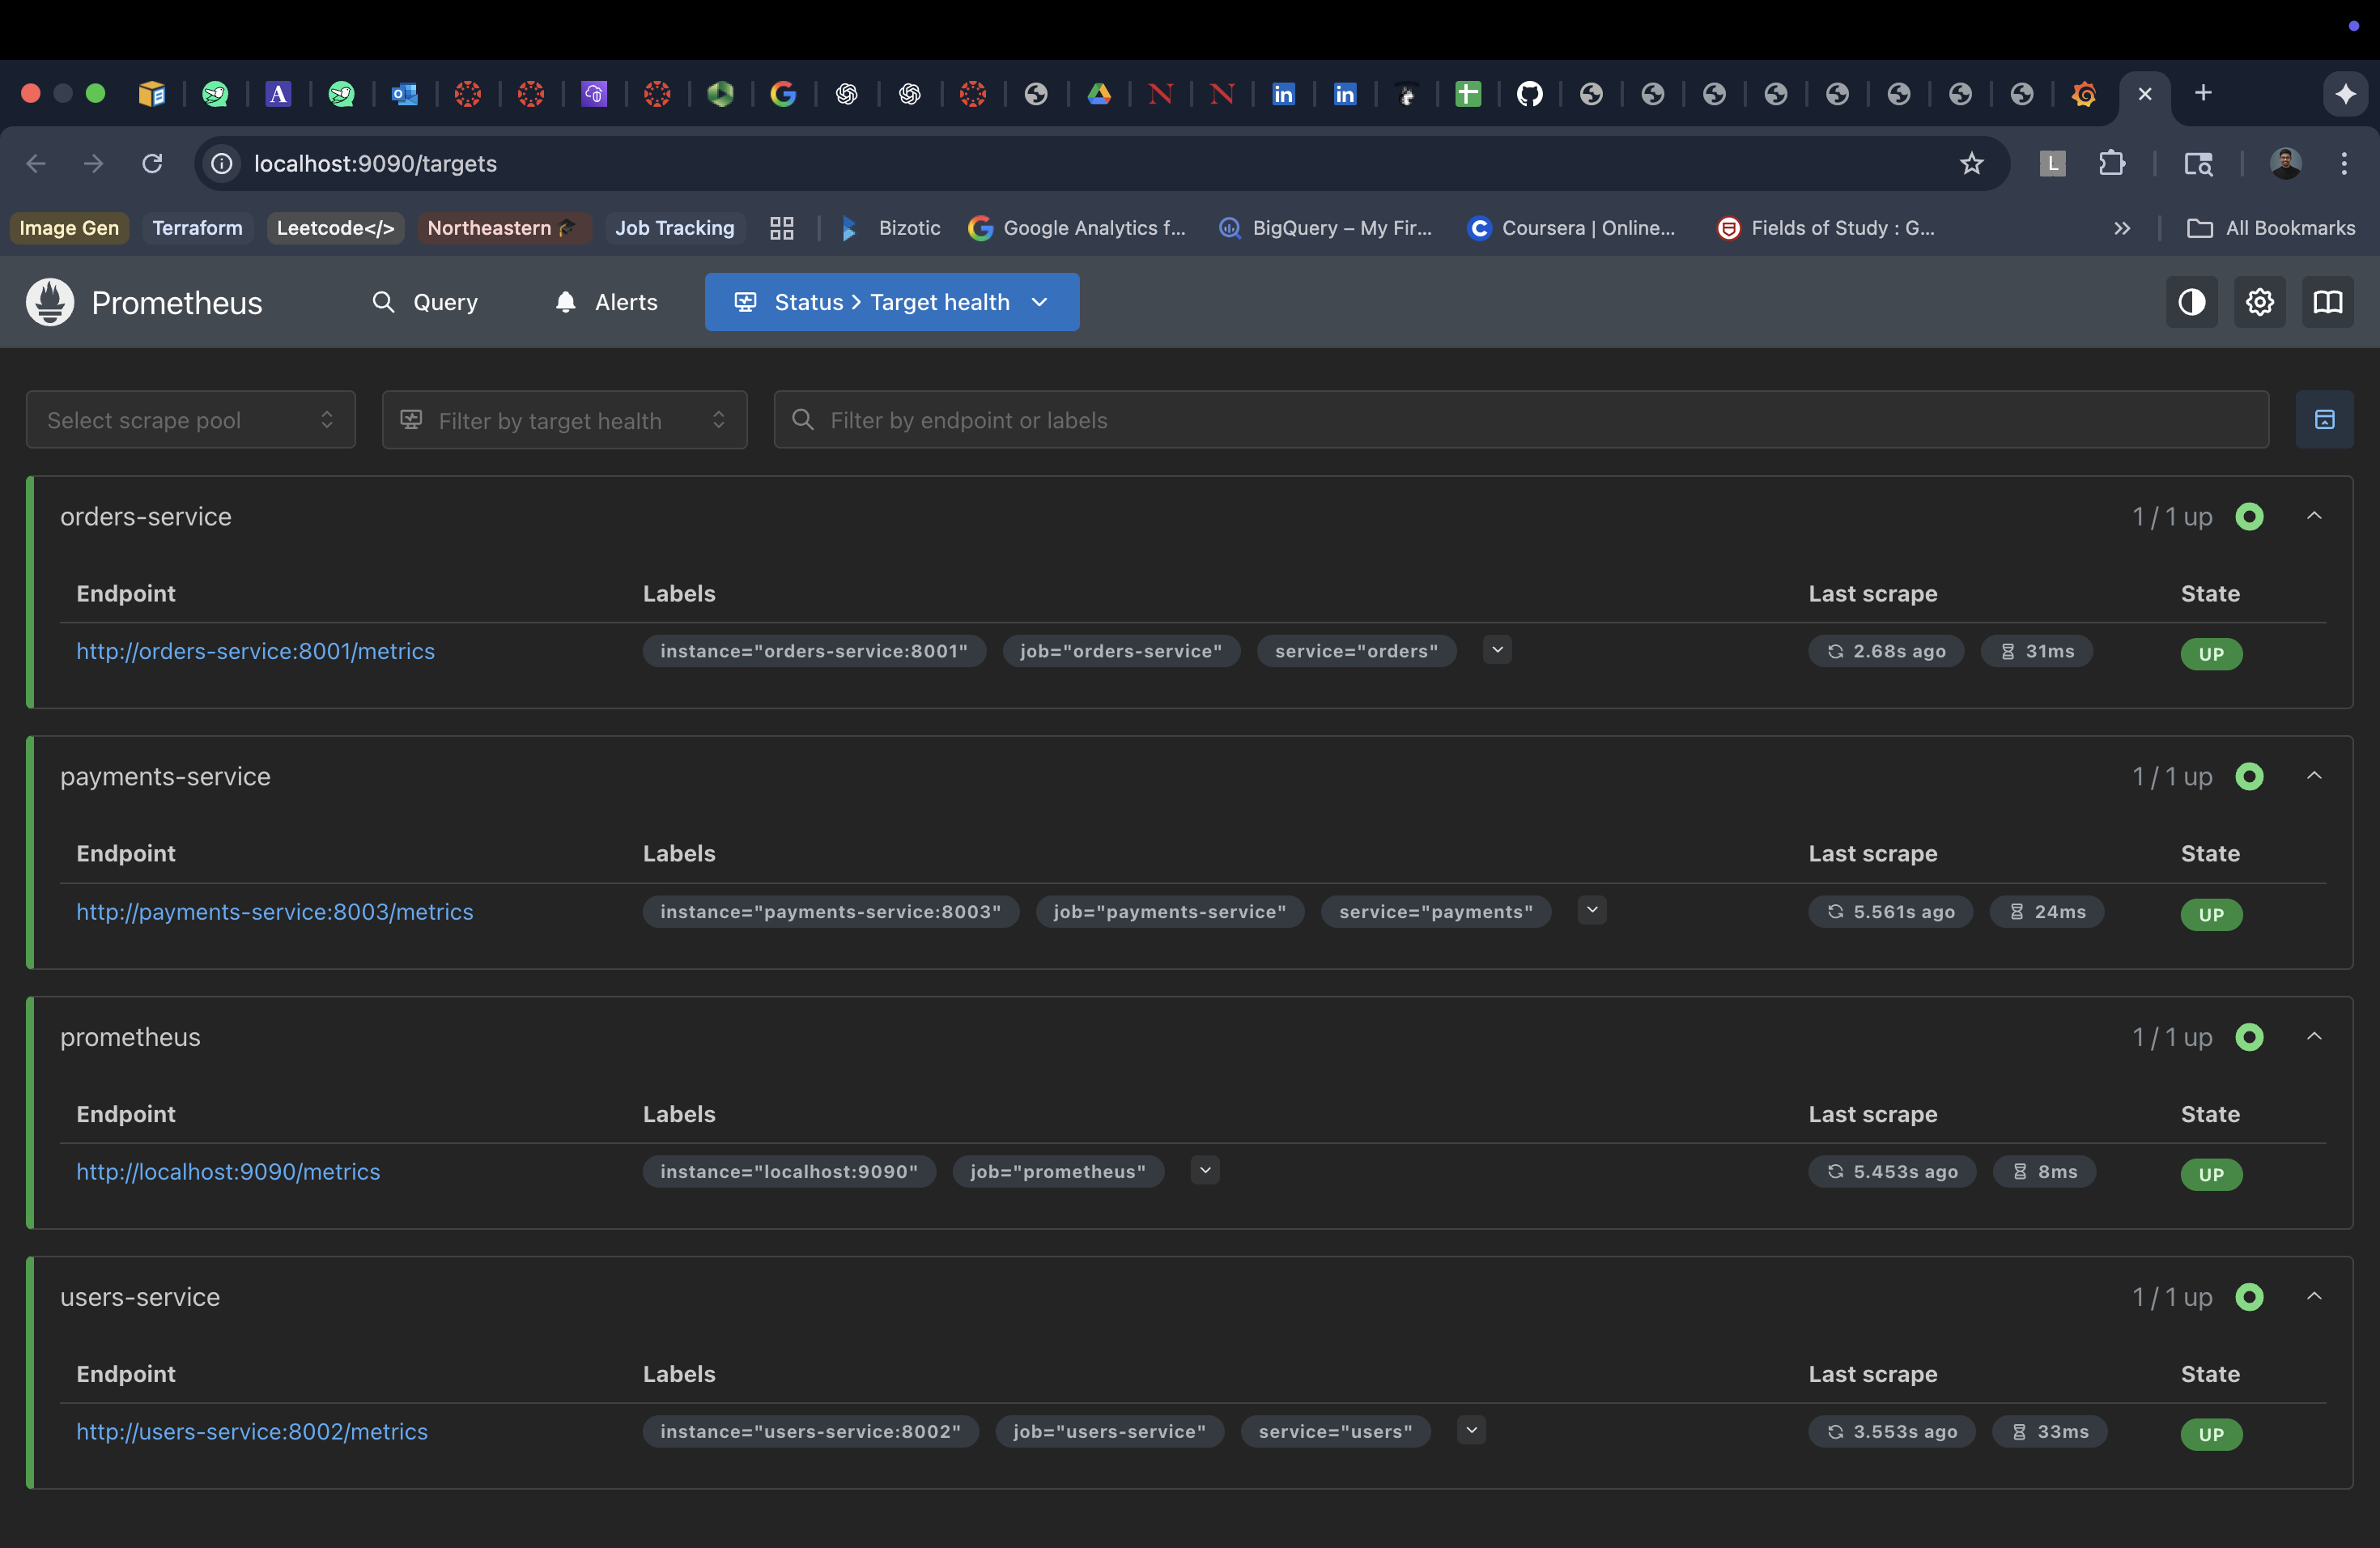 localhost:9090/targets
L
Image Gen Terraform Leetcode</> Northeastern 🎓 Job Tracking Bizotic Google Analytics f... BigQuery – My Fir... Coursera | Online... Fields of Study : G... » All Bookmarks
Prometheus Query Alerts Status > Target health
Select scrape pool Filter by target health Filter by endpoint or labels
orders-service 1 / 1 up
Endpoint Labels Last scrape State
http://orders-service:8001/metrics instance="orders-service:8001" job="orders-service" service="orders" 2.68s ago 31ms UP
payments-service 1 / 1 up
Endpoint Labels Last scrape State
http://payments-service:8003/metrics instance="payments-service:8003" job="payments-service" service="payments" 5.561s ago 24ms UP
prometheus 1 / 1 up
Endpoint Labels Last scrape State
http://localhost:9090/metrics instance="localhost:9090" job="prometheus" 5.453s ago 8ms UP
users-service 1 / 1 up
Endpoint Labels Last scrape State
http://users-service:8002/metrics instance="users-service:8002" job="users-service" service="users" 3.553s ago 33ms UP